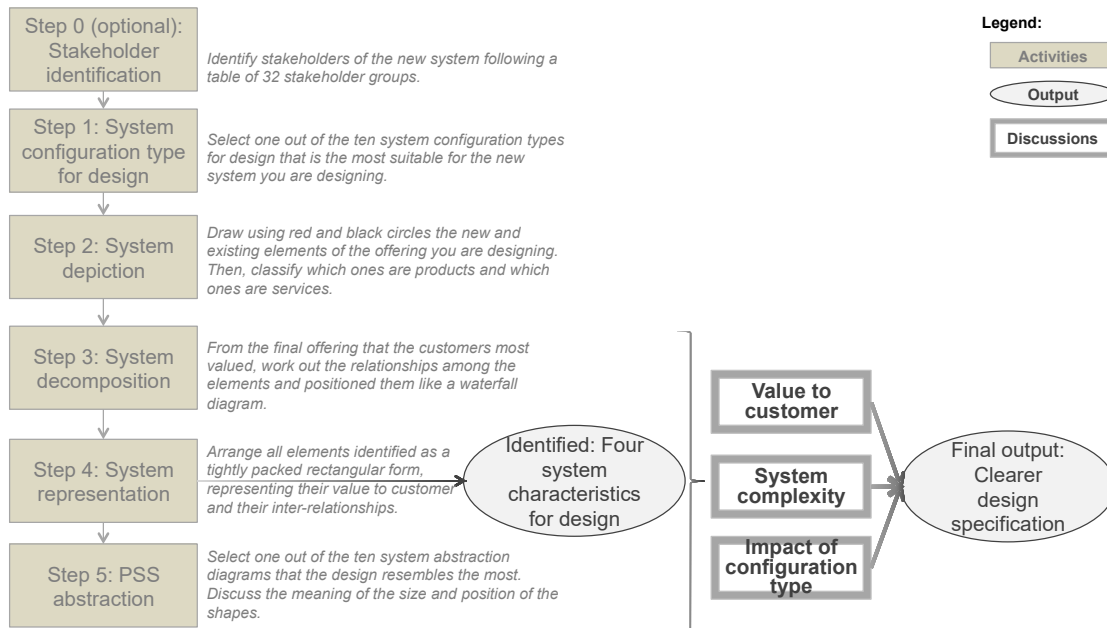 Step 0 (optional):
Stakeholder
identification
Identify stakeholders of the new system following a
table of 32 stakeholder groups.
Step 1: System
configuration type
for design
Select one out of the ten system configuration types
for design that is the most suitable for the new
system you are designing.
Step 2: System
depiction
Draw using red and black circles the new and
existing elements of the offering you are designing.
Then, classify which ones are products and which
ones are services.
Step 3: System
decomposition
From the final offering that the customers most
valued, work out the relationships among the
elements and positioned them like a waterfall
diagram.
Step 4: System
representation
Arrange all elements identified as a
tightly packed rectangular form,
representing their value to customer
and their inter-relationships.
Step 5: PSS
abstraction
Select one out of the ten system abstraction
diagrams that the design resembles the most.
Discuss the meaning of the size and position of the
shapes.
Identified: Four
system
characteristics
for design
Value to
customer
System
complexity
Impact of
configuration
type
Final output:
Clearer
design
specification
Legend:
Activities
Output
Discussions